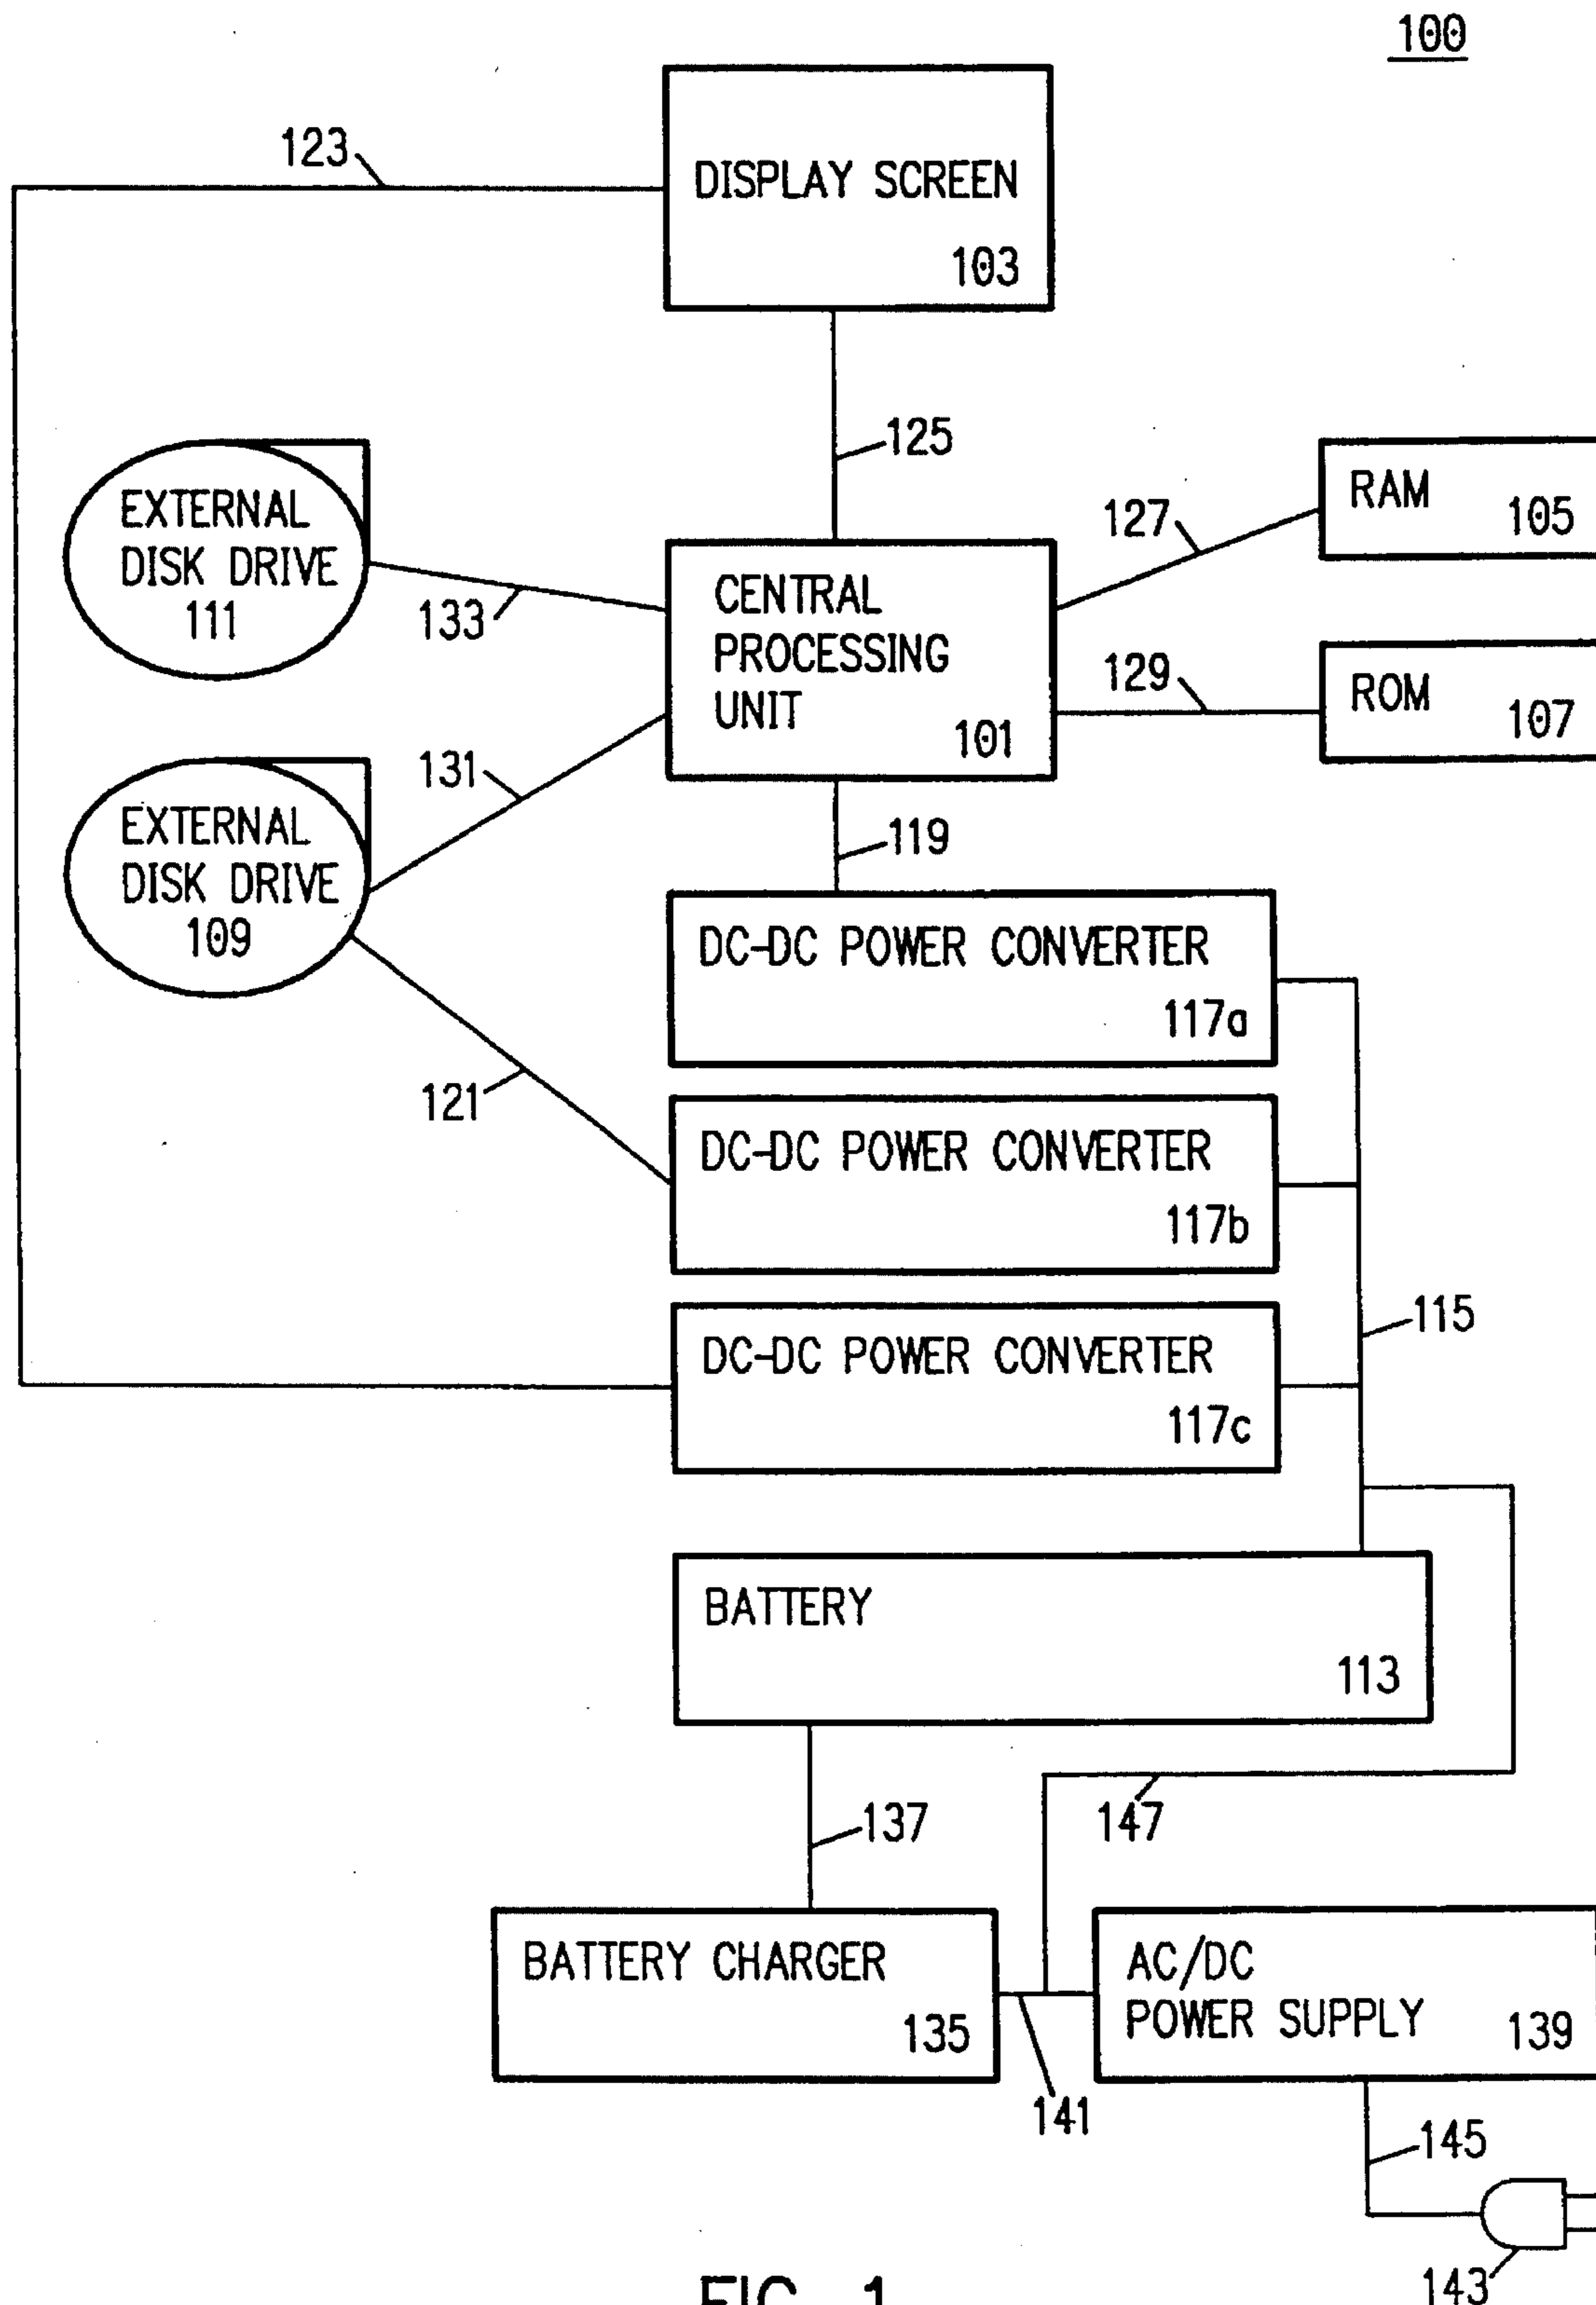 100
123
DISPLAY SCREEN
103
125
EXTERNAL
DISK DRIVE
111
133
RAM
105
127
CENTRAL
PROCESSING
UNIT
101
129
ROM
107
131
EXTERNAL
DISK DRIVE
109
119
DC-DC POWER CONVERTER
117a
121
DC-DC POWER CONVERTER
117b
115
DC-DC POWER CONVERTER
117c
BATTERY
113
137
147
BATTERY CHARGER
135
AC/DC
POWER SUPPLY
139
141
145
143
FIG. 1